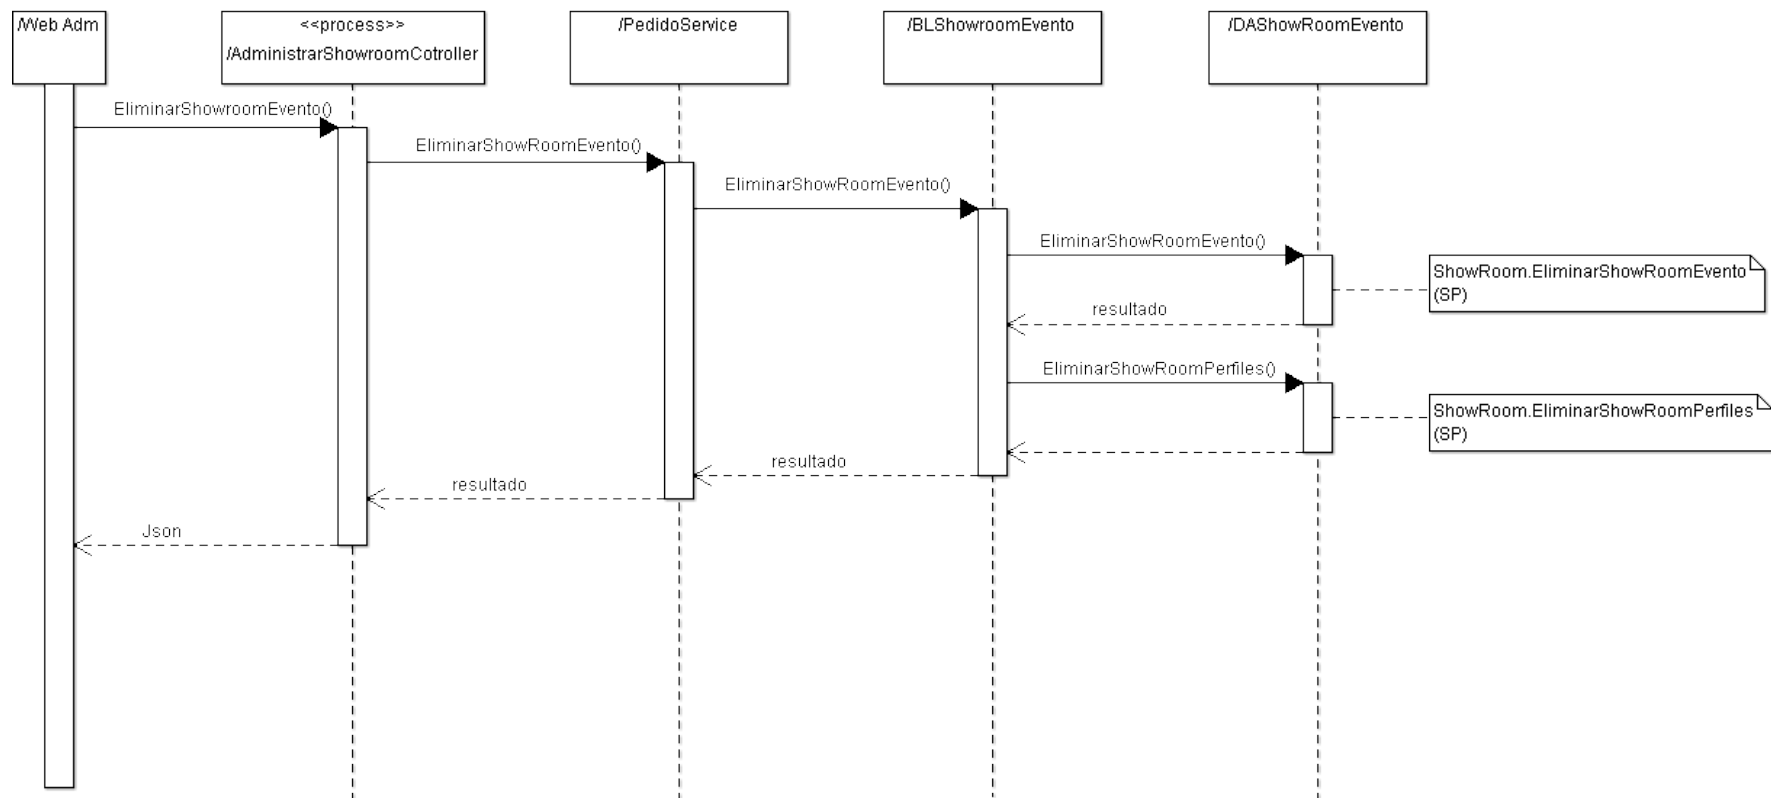 /Web Adm
<<process>>
/AdministrarShowroomCotroller
/PedidoService
/BLShowroomEvento
/DAShowRoomEvento
EliminarShowroomEvento()
EliminarShowRoomEvento()
EliminarShowRoomEvento()
EliminarShowRoomEvento()
ShowRoom.EliminarShowRoomEvento
(SP)
resultado
EliminarShowRoomPerfiles()
ShowRoom.EliminarShowRoomPerfiles
(SP)
resultado
resultado
Json